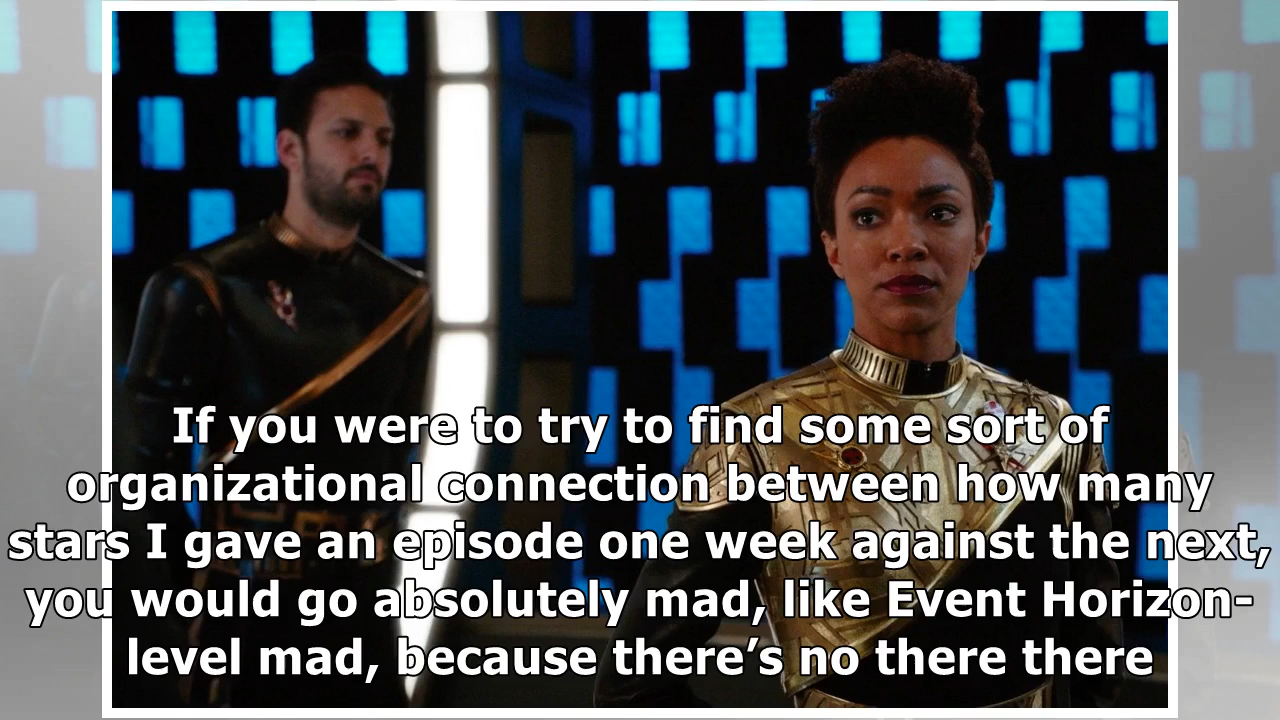 If you were to try to find some sort of
organizational connection between how many
stars I gave an episode one week against the next,
you would go absolutely mad, like Event Horizon-
level mad, because there’s no there there